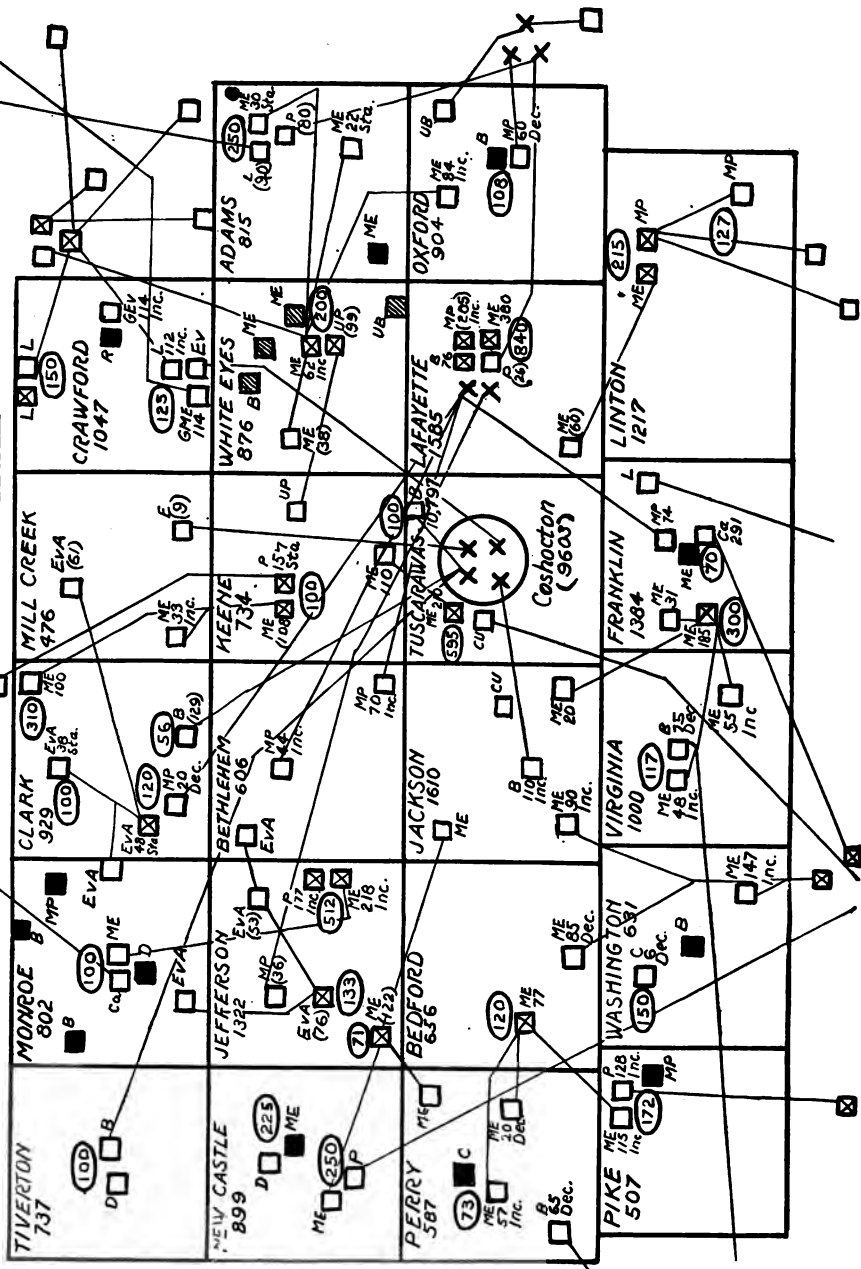 TIVERTON
737
100
B
D
MONROE
802
B
B
MP
100
Ca
ME
D
EvA
EvA
CLARK
929
310
ME
100
EvA
38
Sta.
100
120
EvA
48
Sta
MP
20
Dec.
56
B
(129)
MILL CREEK
476
EvA
(61)
ME
33
Inc.
E
(9)
CRAWFORD
1047
L
L
150
R
GEv
114
Inc.
L
112
Inc.
Ev
125
GME
114
NEW CASTLE
899
D
225
ME
250
ME
P
JEFFERSON
1322
EvA
(53)
MP
(36)
EvA
(76)
133
P
177
Inc.
512
ME
218
Inc.
71
ME
(122)
BETHLEHEM
606
EvA
MP
44
Inc.
MP
70
Inc
KEENE
734
P
157
Sta
ME
(108)
100
UP
ME
110
100
B
WHITE EYES
876
B
ME
ME
200
ME
62
Inc
UP
(99)
ME
(38)
UB
ADAMS
815
250
ME
30
Sta.
L
(90)
P
(80)
ME
22
Sta.
ME
PERRY
587
ME
ME
20
Dec
73
C
ME
57
Inc.
B
65
Dec.
BEDFORD
656
120
ME
77
ME
85
Dec.
JACKSON
1610
ME
CU
B
110
Inc
ME
90
Inc.
ME
20
TUSCARAWAS
10,797
ME
210
595
CU
Coshocton
(9603)
LAFAYETTE
1585
B
76
MP
(205)
Inc
ME
380
P
(26)
840
ME
(60)
OXFORD
904
UB
ME
84
Inc.
108
B
MP
60
Dec.
PIKE
507
ME
115
Inc
P
128
Inc.
172
MP
WASHINGTON
631
C
6
Dec.
150
B
ME
147
Inc.
VIRGINIA
1000
117
ME
48
Inc.
B
75
Dec
ME
55
Inc
FRANKLIN
1384
ME
131
ME
185
300
MP
74
ME
70
Ca
291
L
LINTON
1217
215
ME
MP
127
MP